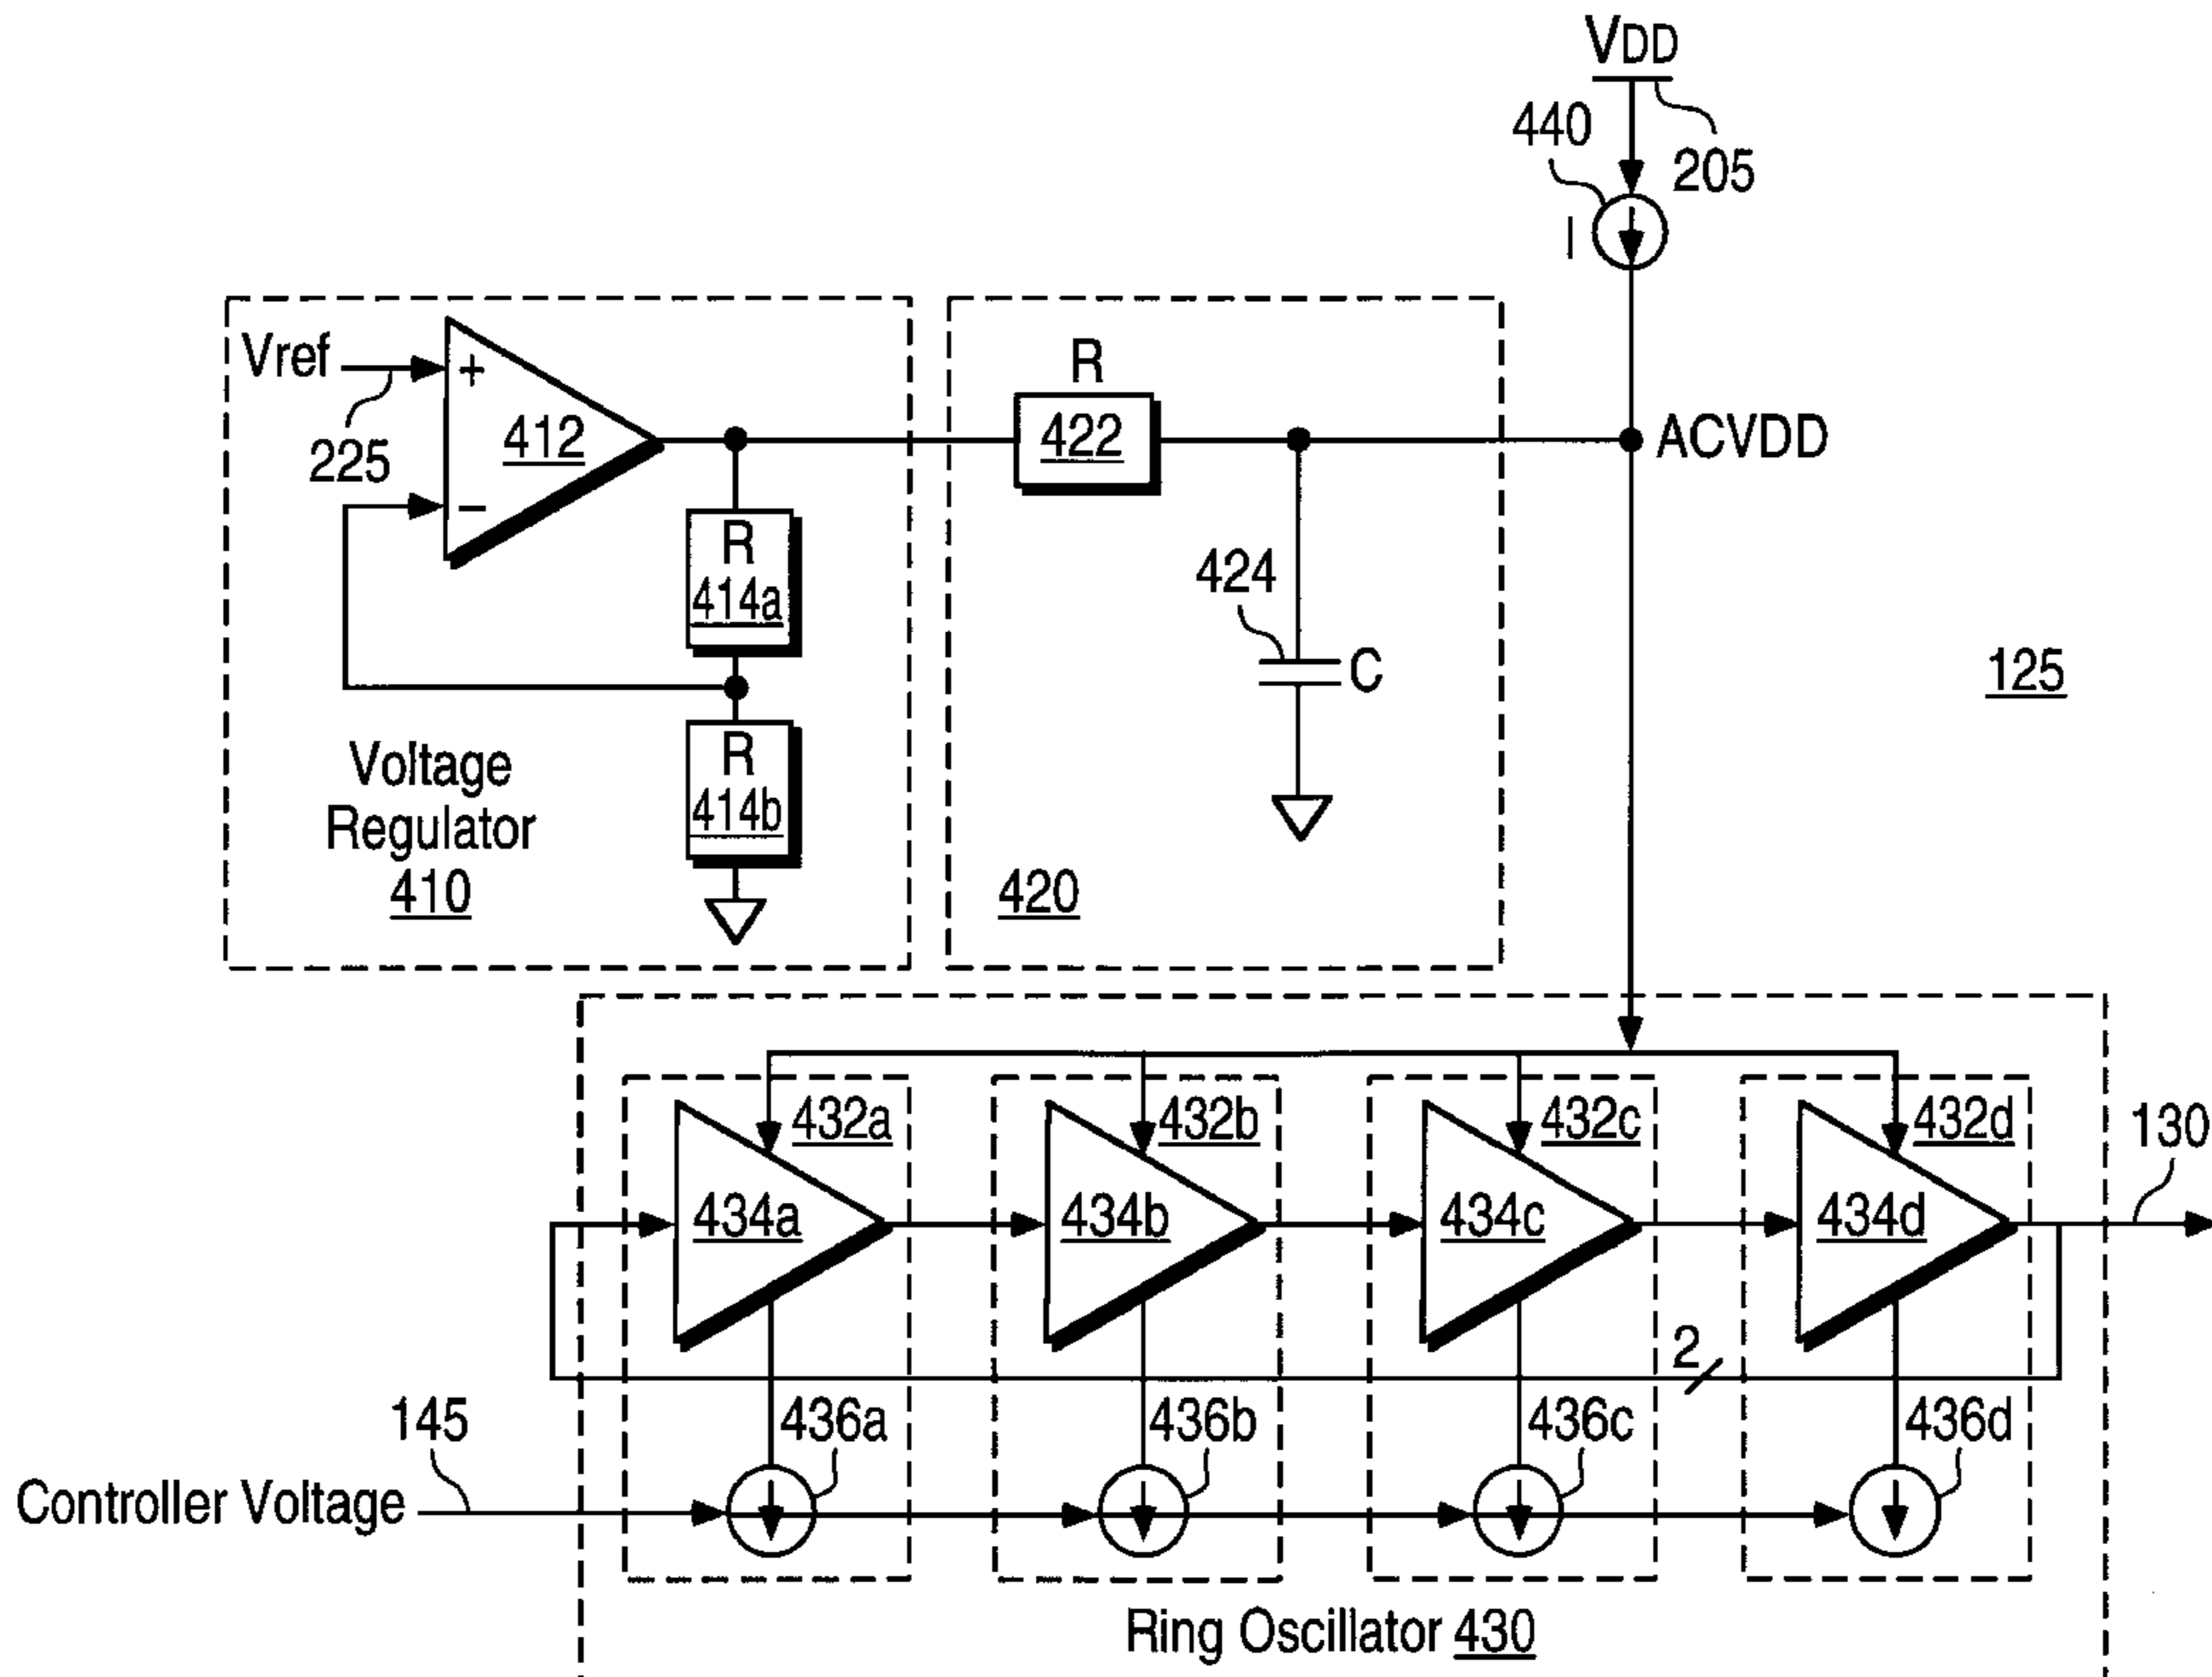 VDD
440
205
I
Vref
+
225
412
−
R
414a
R
414b
Voltage
Regulator
410
R
422
424
C
420
ACVDD
125
432a
432b
432c
432d
130
434a
434b
434c
434d
2
145
436a
436b
436c
436d
Controller Voltage
Ring Oscillator 430